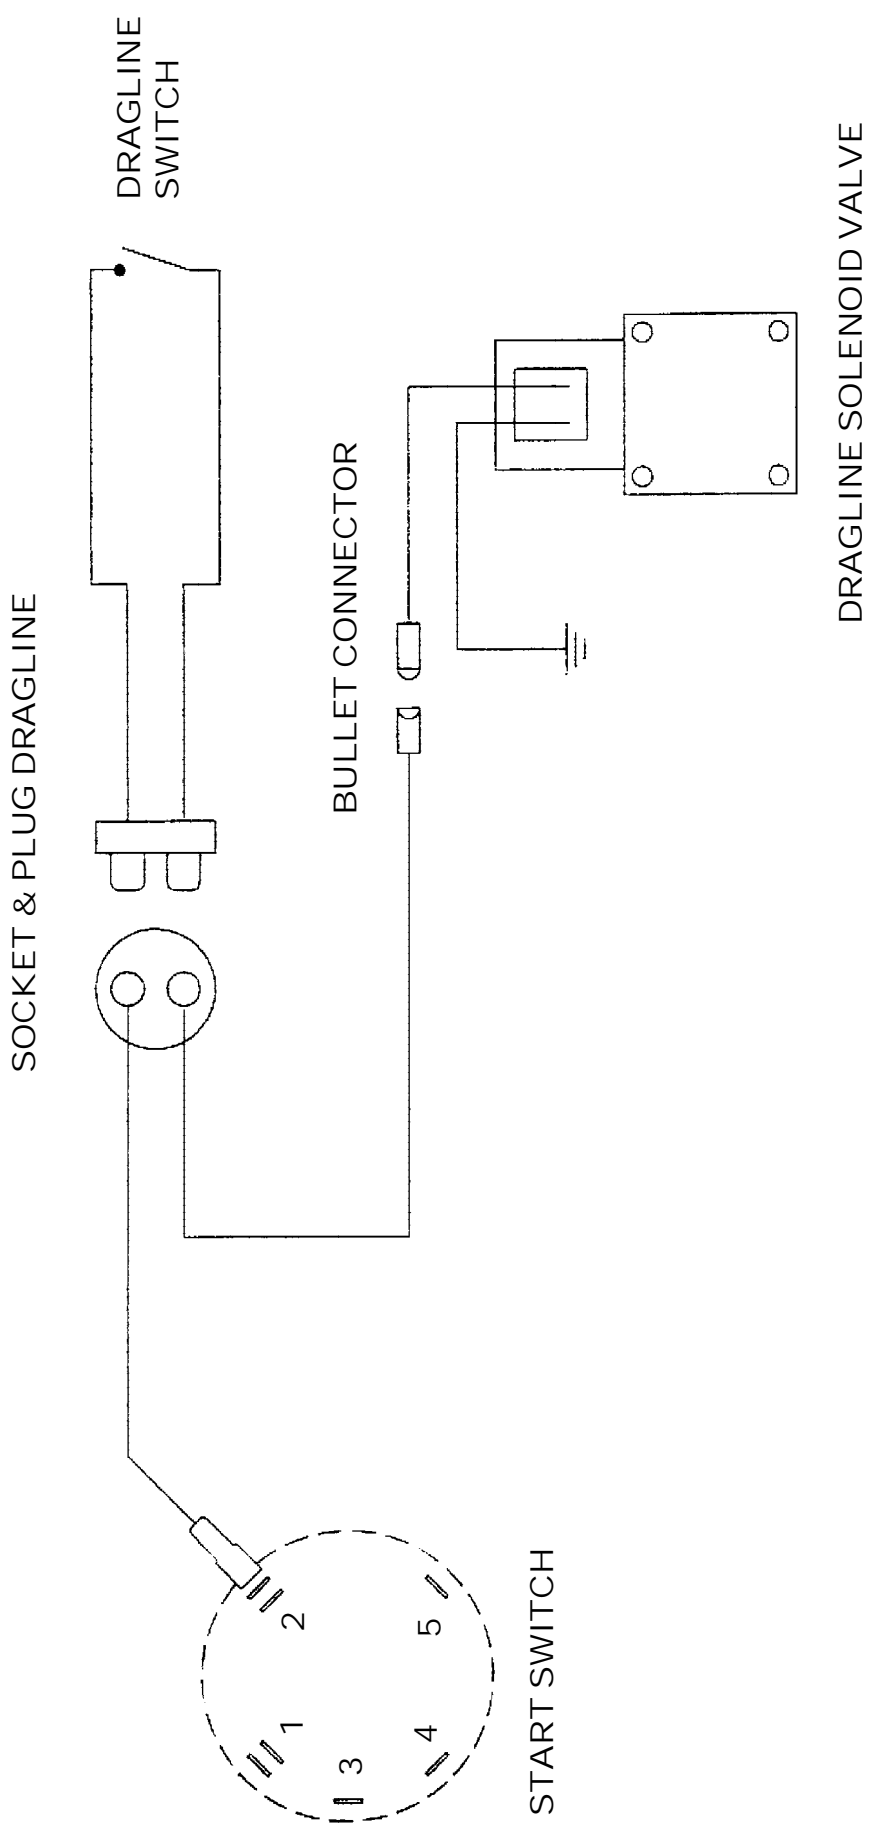 SOCKET & PLUG DRAGLINE
DRAGLINE
SWITCH
BULLET CONNECTOR
DRAGLINE SOLENOID VALVE
START SWITCH
1
2
3
4
5